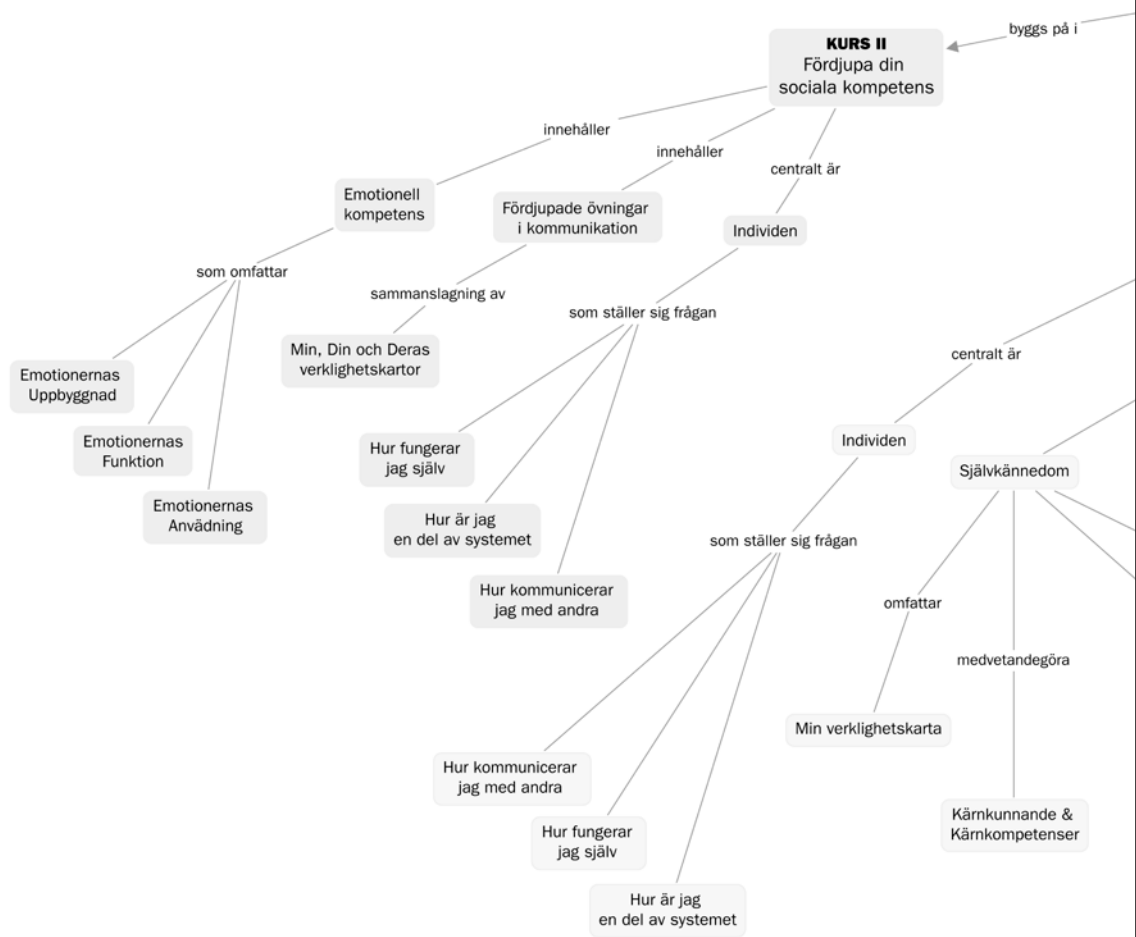 byggs på i
KURS II
Fördjupa din
sociala kompetens
innehåller
innehåller
centralt är
Emotionell
kompetens
Fördjupade övningar
i kommunikation
Individen
som omfattar
sammanslagning av
som ställer sig frågan
Min, Din och Deras
verklighetskartor
Emotionernas
Uppbyggnad
Emotionernas
Funktion
Emotionernas
Anvädning
Hur fungerar
jag själv
Hur är jag
en del av systemet
Hur kommunicerar
jag med andra
centralt är
Individen
Självkännedom
som ställer sig frågan
omfattar
medvetandegöra
Min verklighetskarta
Hur kommunicerar
jag med andra
Hur fungerar
jag själv
Hur är jag
en del av systemet
Kärnkunnande &
Kärnkompetenser